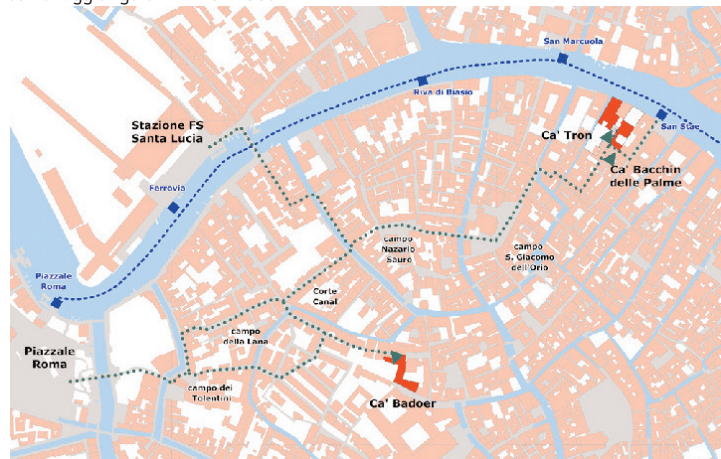 San Marcuola
Riva di Biasio
San Stae
Stazione FS
Santa Lucia
Ca' Tron
Ca' Bacchin
delle Palme
Ferrovia
campo
Nazario
Sauro
campo
S. Giacomo
dell'Orio
Piazzale
Roma
Corte
Canal
campo
della Lana
Piazzale
Roma
campo dei
Tolentini
Ca' Badoer